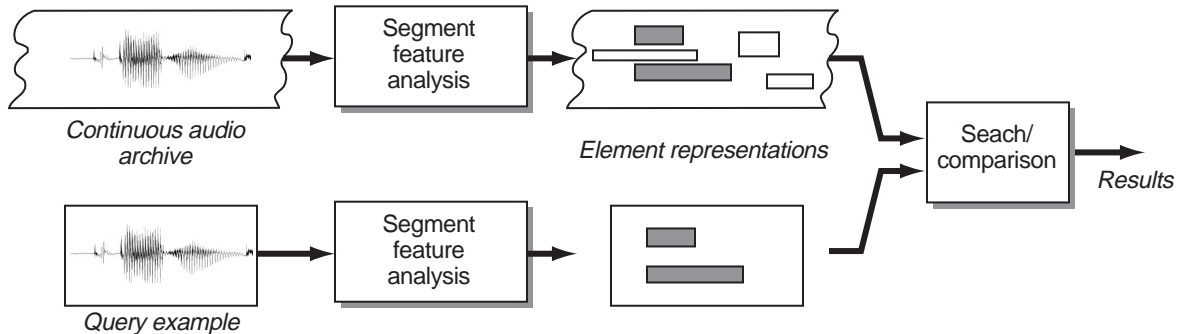 Segment
feature
analysis
Continuous audio
archive
Element representations
Seach/
comparison
Results
Segment
feature
analysis
Query example